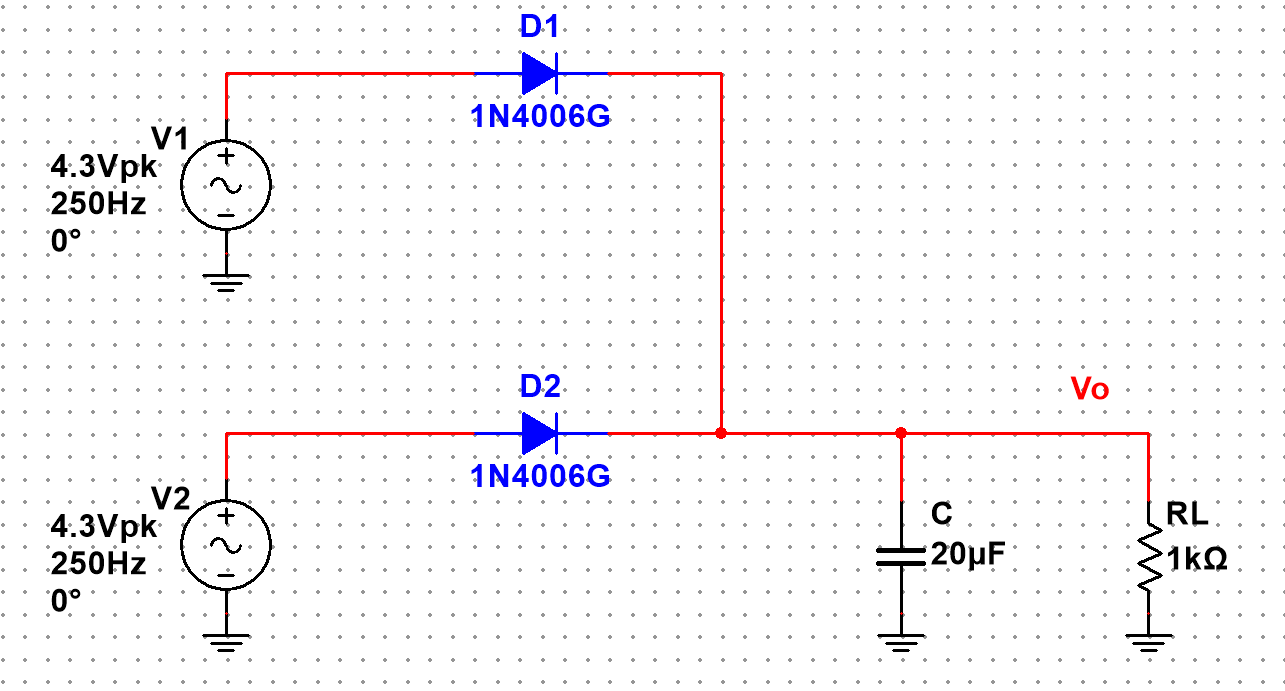 D1
1N4006G
V1
4.3Vpk
250Hz
0°
D2
1N4006G
Vo
V2
4.3Vpk
250Hz
0°
C
20µF
RL
1kΩ